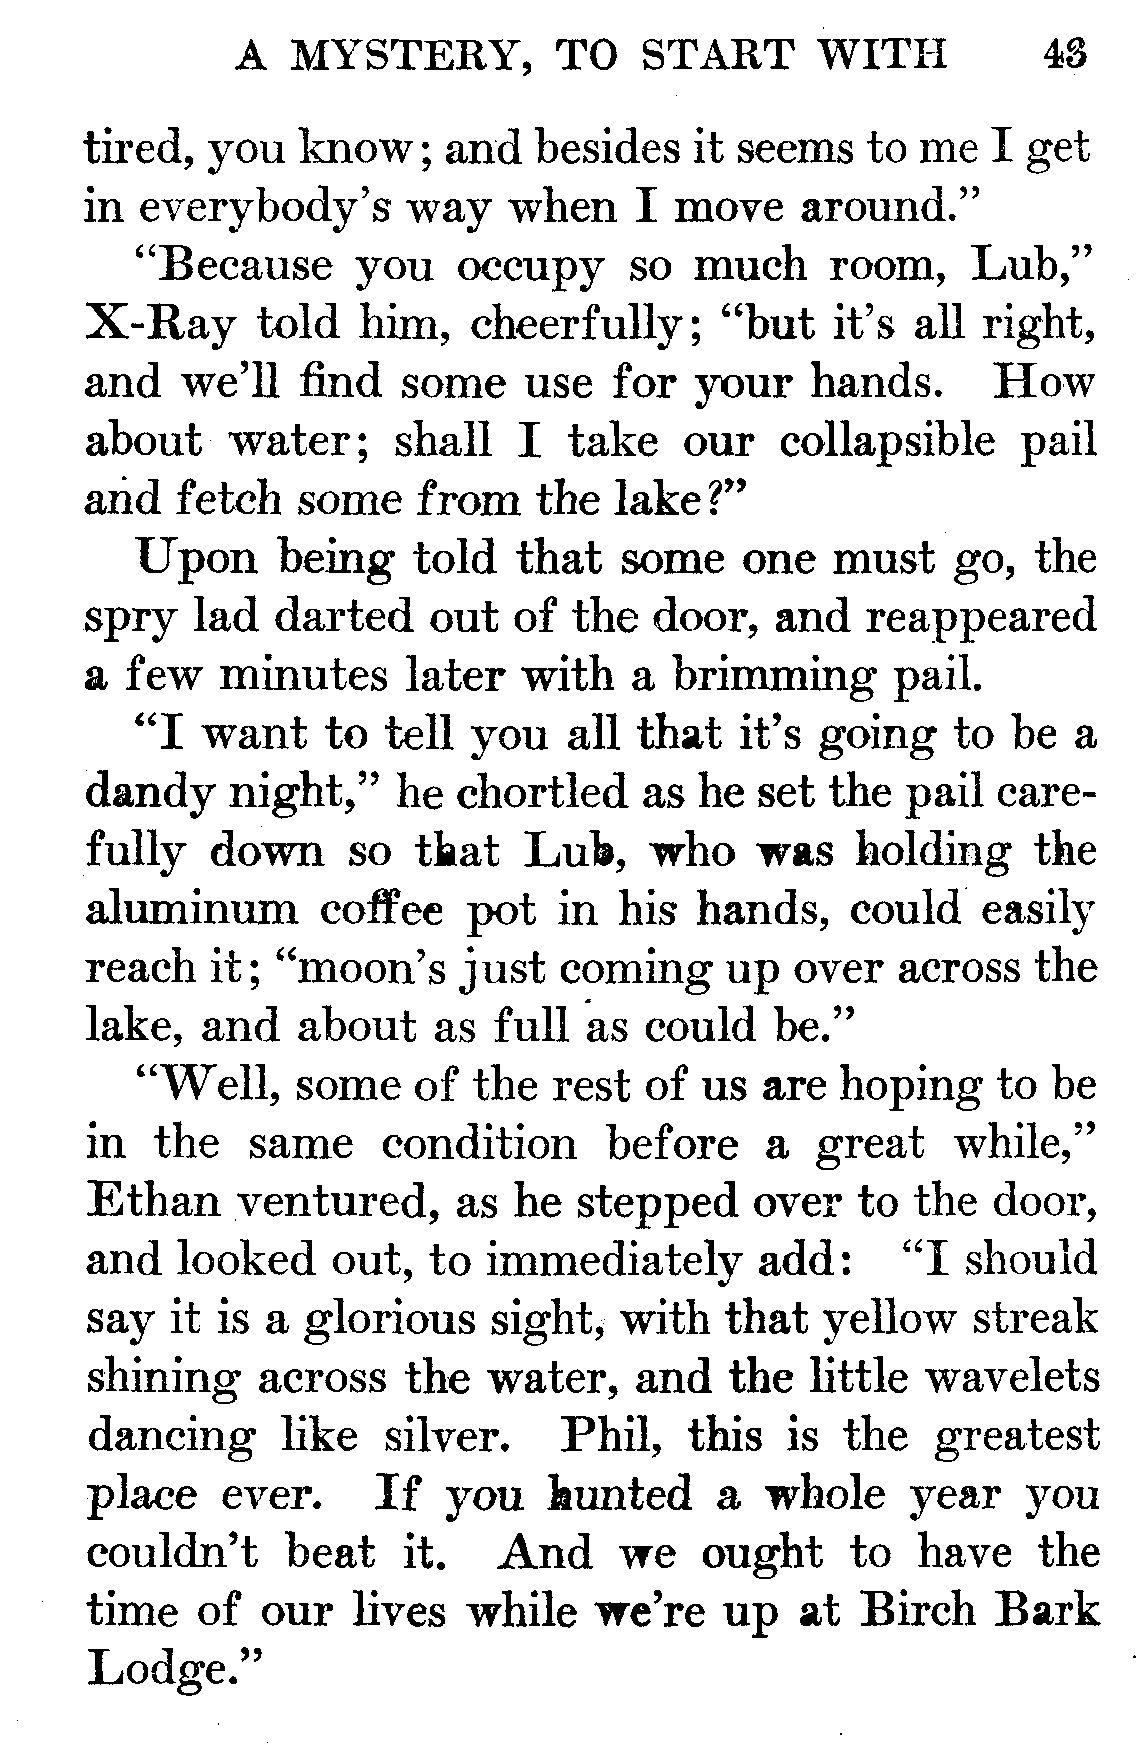 A MYSTERY, TO START WITH 43
tired, you know; and besides it seems to me I get
in everybody's way when I move around."
"Because you occupy so much room, Lub,"
X-Ray told him, cheerfully; "but it's all right,
and we'll find some use for your hands. How
about water; shall I take our collapsible pail
and fetch some from the lake?"
Upon being told that some one must go, the
spry lad darted out of the door, and reappeared
a few minutes later with a brimming pail.
"I want to tell you all that it's going to be a
dandy night," he chortled as he set the pail care-
fully down so that Lub, who was holding the
aluminum coffee pot in his hands, could easily
reach it; "moon's just coming up over across the
lake, and about as full as could be."
"Well, some of the rest of us are hoping to be
in the same condition before a great while,"
Ethan ventured, as he stepped over to the door,
and looked out, to immediately add: "I should
say it is a glorious sight, with that yellow streak
shining across the water, and the little wavelets
dancing like silver. Phil, this is the greatest
place ever. If you hunted a whole year you
couldn't beat it. And we ought to have the
time of our lives while we're up at Birch Bark
Lodge."